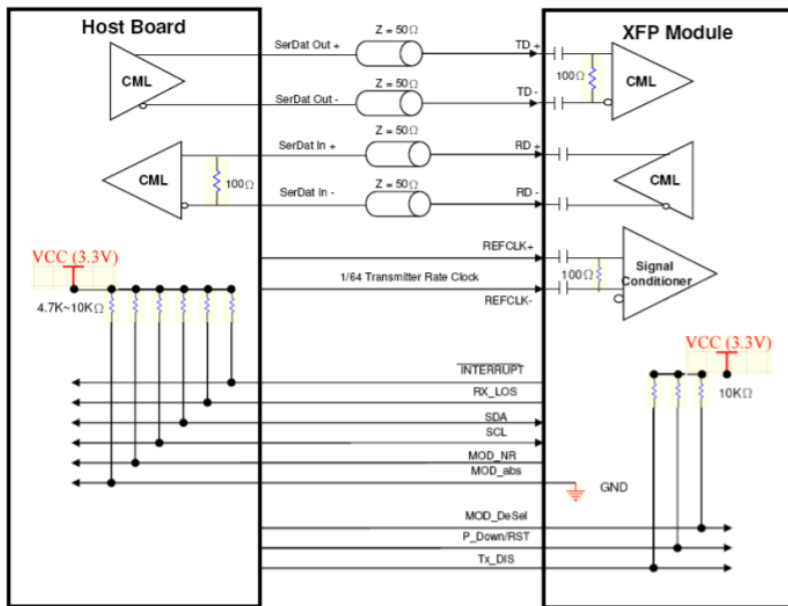 Host Board
XFP Module
CML
SerDat Out +
Z = 50Ω
TD +
100Ω
CML
SerDat Out -
Z = 50Ω
TD -
CML
100Ω
SerDat In +
Z = 50Ω
RD +
SerDat In -
Z = 50Ω
RD -
CML
REFCLK+
1/64 Transmitter Rate Clock
REFCLK-
100Ω
Signal
Conditioner
VCC (3.3V)
4.7K~10KΩ
VCC (3.3V)
10KΩ
INTERRUPT
RX_LOS
SDA
SCL
MOD_NR
MOD_abs
GND
MOD_DeSel
P_Down/RST
Tx_DIS